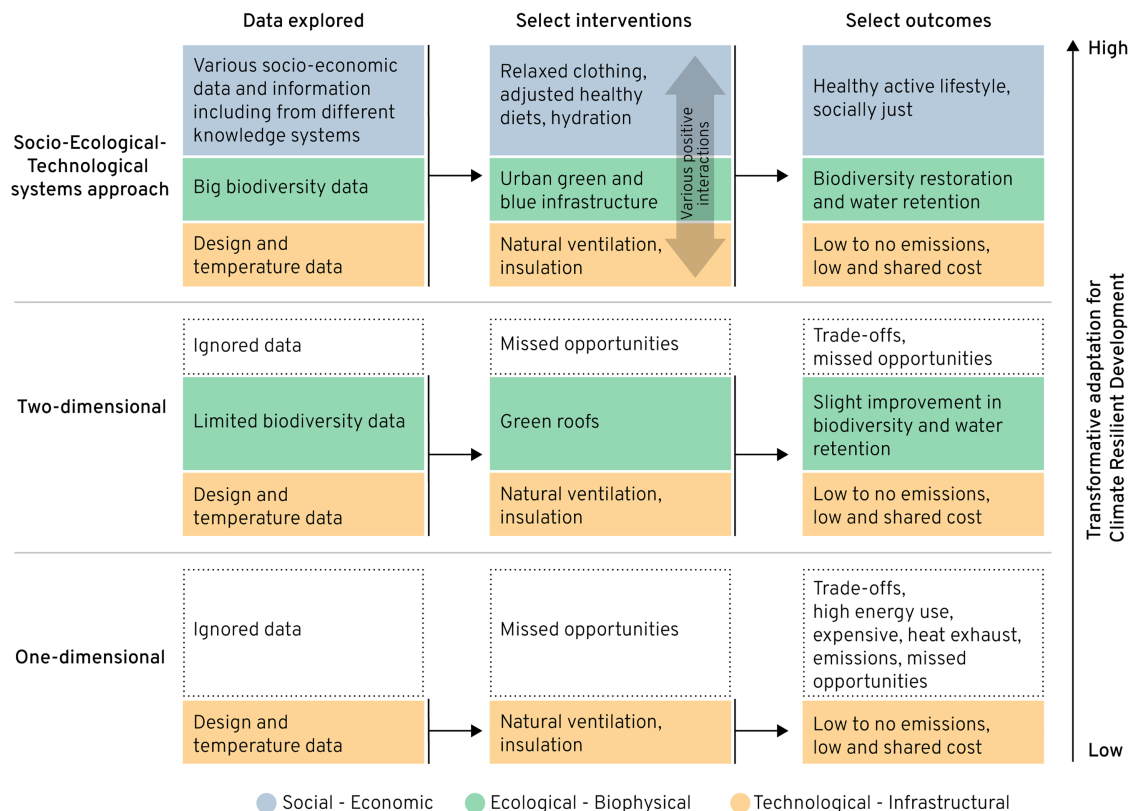 Data explored
Select interventions
Select outcomes
Socio-Ecological-
Technological
systems approach
Various socio-economic
data and information
including from different
knowledge systems
Relaxed clothing,
adjusted healthy
diets, hydration
Healthy active lifestyle,
socially just
Big biodiversity data
Urban green and
blue infrastructure
Biodiversity restoration
and water retention
Design and
temperature data
Natural ventilation,
insulation
Low to no emissions,
low and shared cost
Various positive
interactions
Two-dimensional
Ignored data
Missed opportunities
Trade-offs,
missed opportunities
Limited biodiversity data
Green roofs
Slight improvement in
biodiversity and water
retention
Design and
temperature data
Natural ventilation,
insulation
Low to no emissions,
low and shared cost
One-dimensional
Ignored data
Missed opportunities
Trade-offs,
high energy use,
expensive, heat exhaust,
emissions, missed
opportunities
Design and
temperature data
Natural ventilation,
insulation
Low to no emissions,
low and shared cost
High
Transformative adaptation for
Climate Resilient Development
Low
Social - Economic
Ecological - Biophysical
Technological - Infrastructural